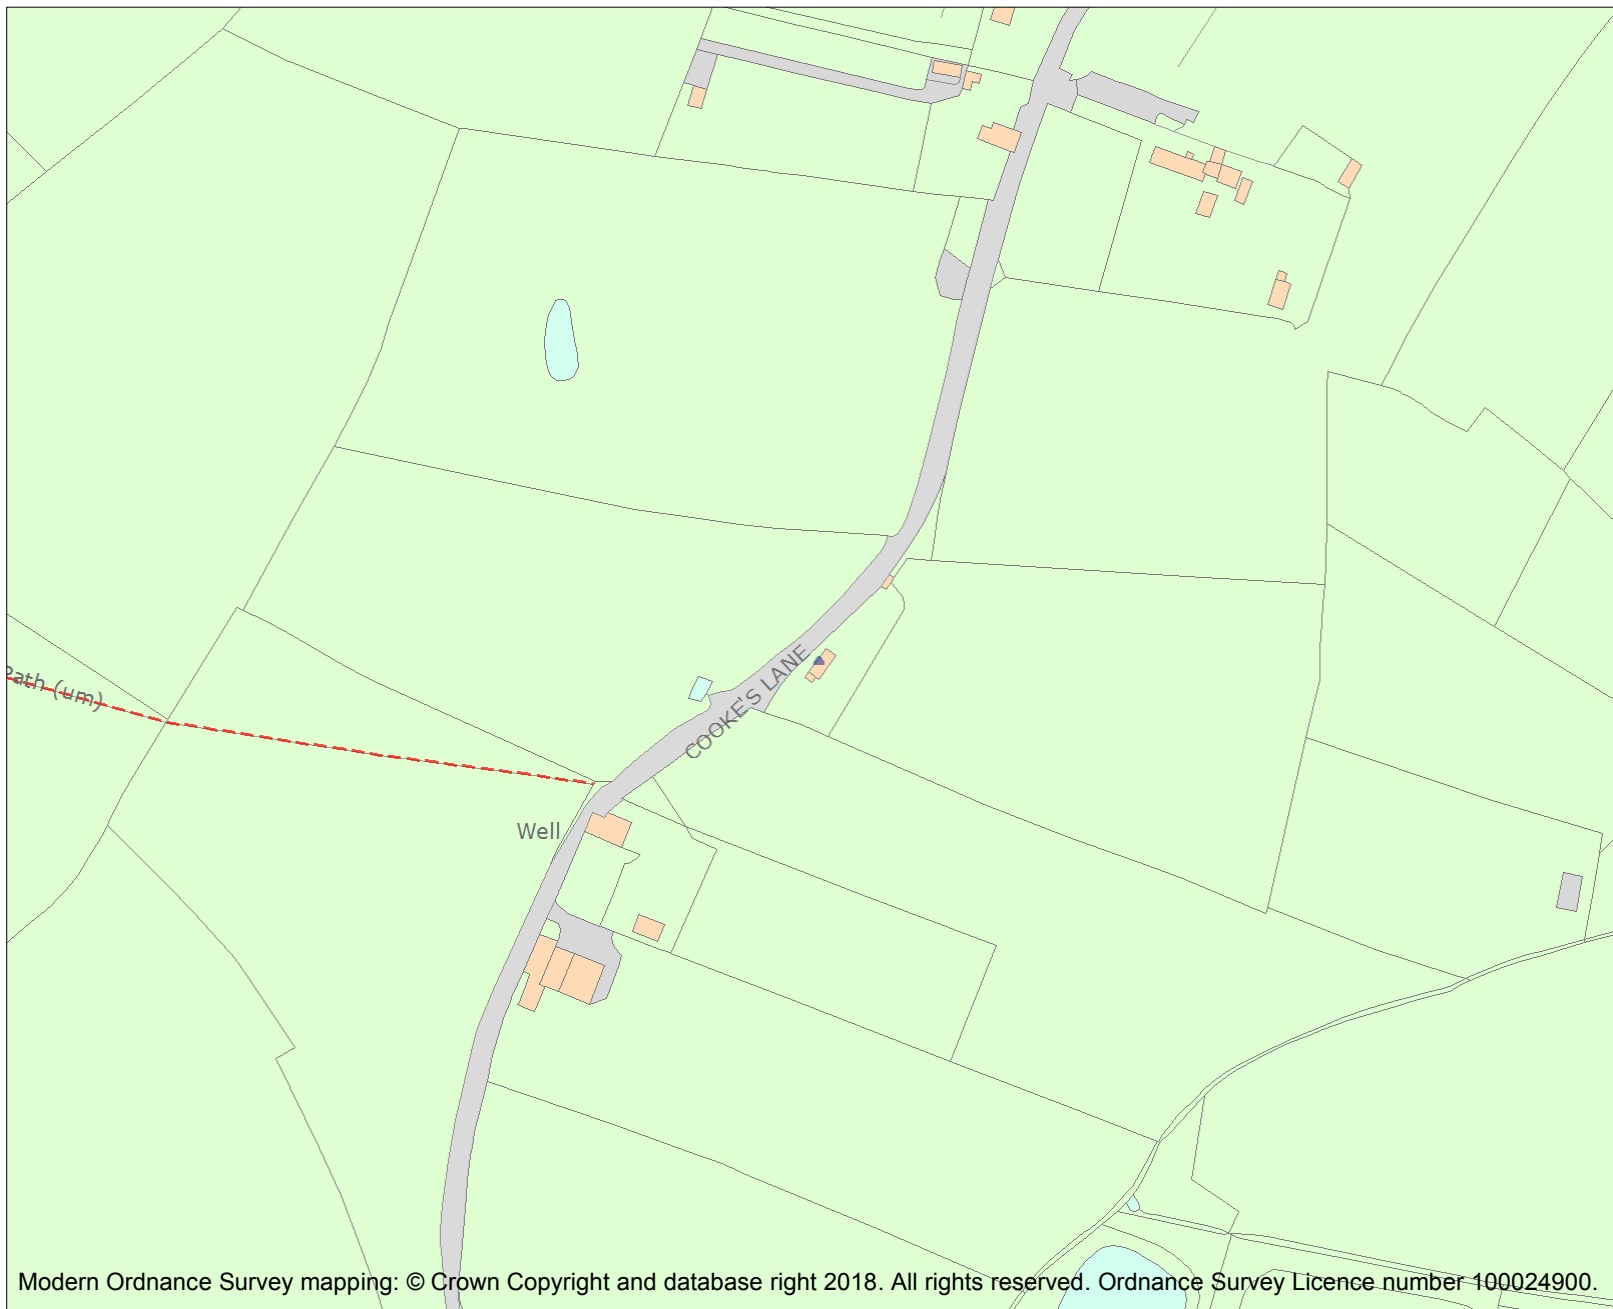 Path (um)
COOKE'S LANE
Well
Modern Ordnance Survey mapping: © Crown Copyright and database right 2018. All rights reserved. Ordnance Survey Licence number 100024900.